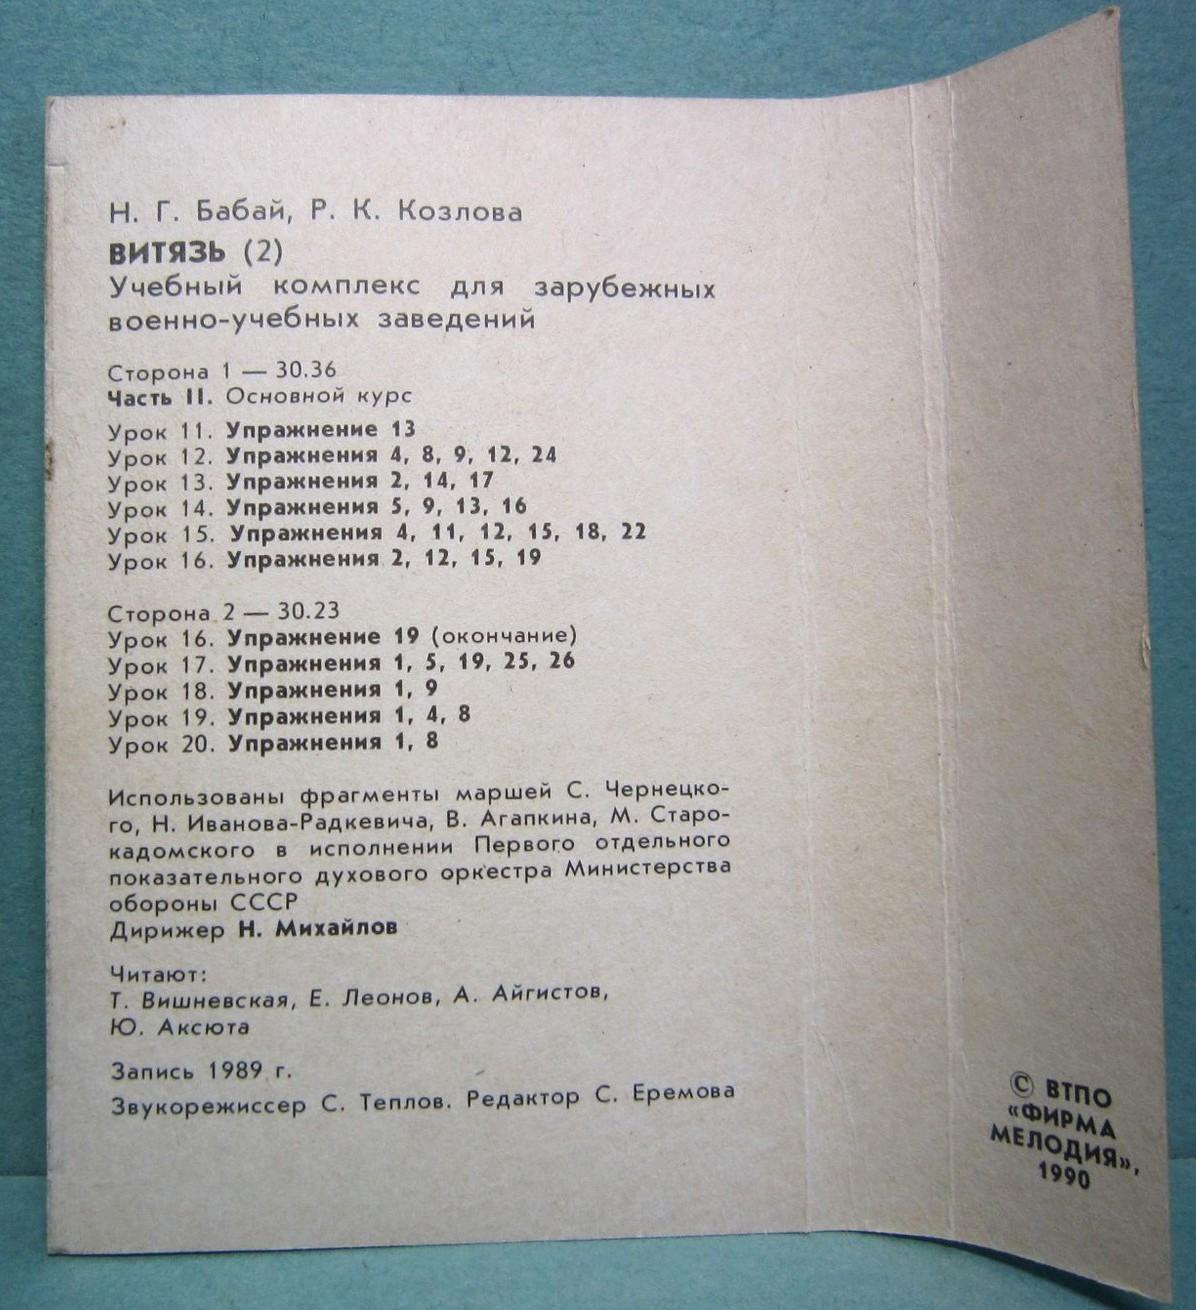 Н. Г. Бабай, Р. К. Козлова
ВИТЯЗЬ (2)
Учебный комплекс для зарубежных
военно-учебных заведений
Сторона 1 — 30.36
Часть II. Основной курс
Урок 11. Упражнение 13
Урок 12. Упражнения 4, 8, 9, 12, 24
Урок 13. Упражнения 2, 14, 17
Урок 14. Упражнения 5, 9, 13, 16
Урок 15. Упражнения 4, 11, 12, 15, 18, 22
Урок 16. Упражнения 2, 12, 15, 19
Сторона 2 — 30.23
Урок 16. Упражнение 19 (окончание)
Урок 17. Упражнения 1, 5, 19, 25, 26
Урок 18. Упражнения 1, 9
Урок 19. Упражнения 1, 4, 8
Урок 20. Упражнения 1, 8
Использованы фрагменты маршей С. Чернецко-
го, Н. Иванова-Радкевича, В. Агапкина, М. Старо-
кадомского в исполнении Первого отдельного
показательного духового оркестра Министерства
обороны СССР
Дирижер Н. Михайлов
Читают:
Т. Вишневская, Е. Леонов, А. Айгистов,
Ю. Аксюта
Запись 1989 г.
Звукорежиссер С. Теплов. Редактор С. Еремова
© ВТПО
«ФИРМА
МЕЛОДИЯ»,
1990